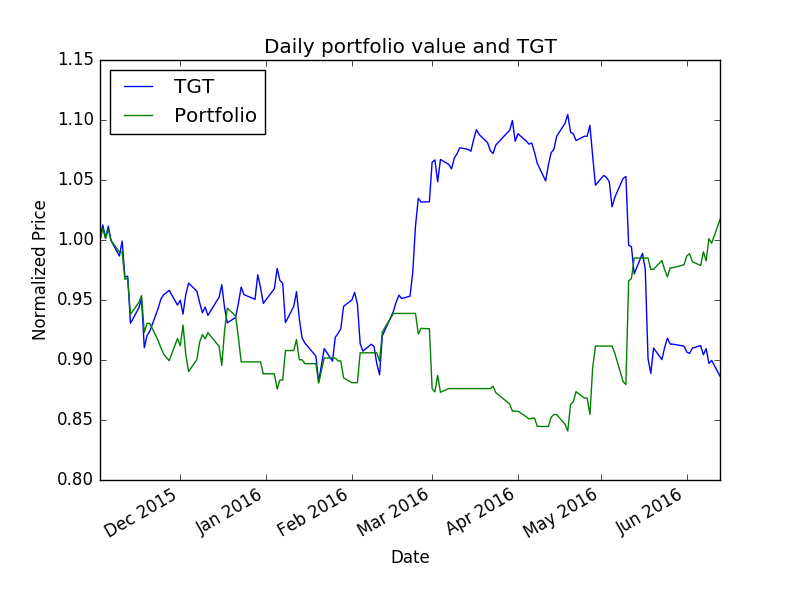 Daily portfolio value and TGT
TGT
Portfolio
1.15
1.10
1.05
1.00
0.95
0.90
0.85
0.80
Normalized Price
Dec 2015
Jan 2016
Feb 2016
Mar 2016
Apr 2016
May 2016
Jun 2016
Date